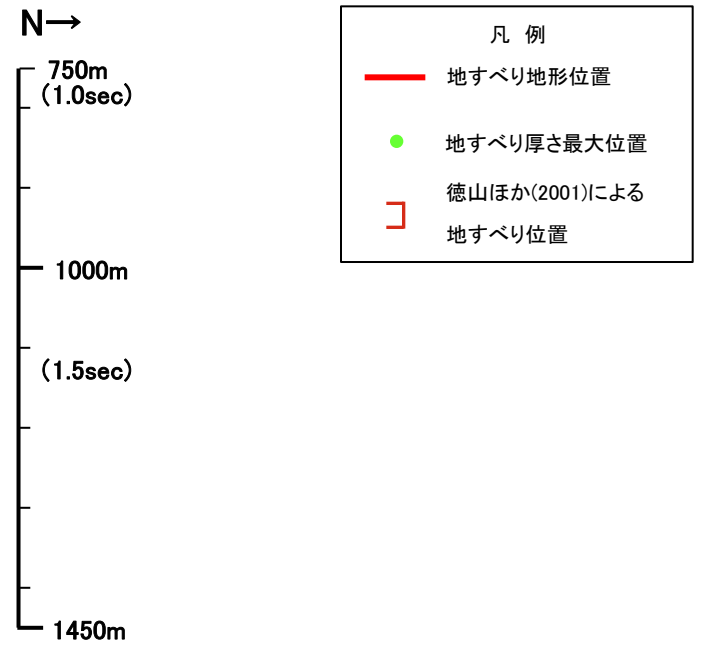 N→
750m
(1.0sec)
1000m
(1.5sec)
1450m
凡 例
地すべり地形位置
地すべり厚さ最大位置
徳山ほか(2001)による
地すべり位置